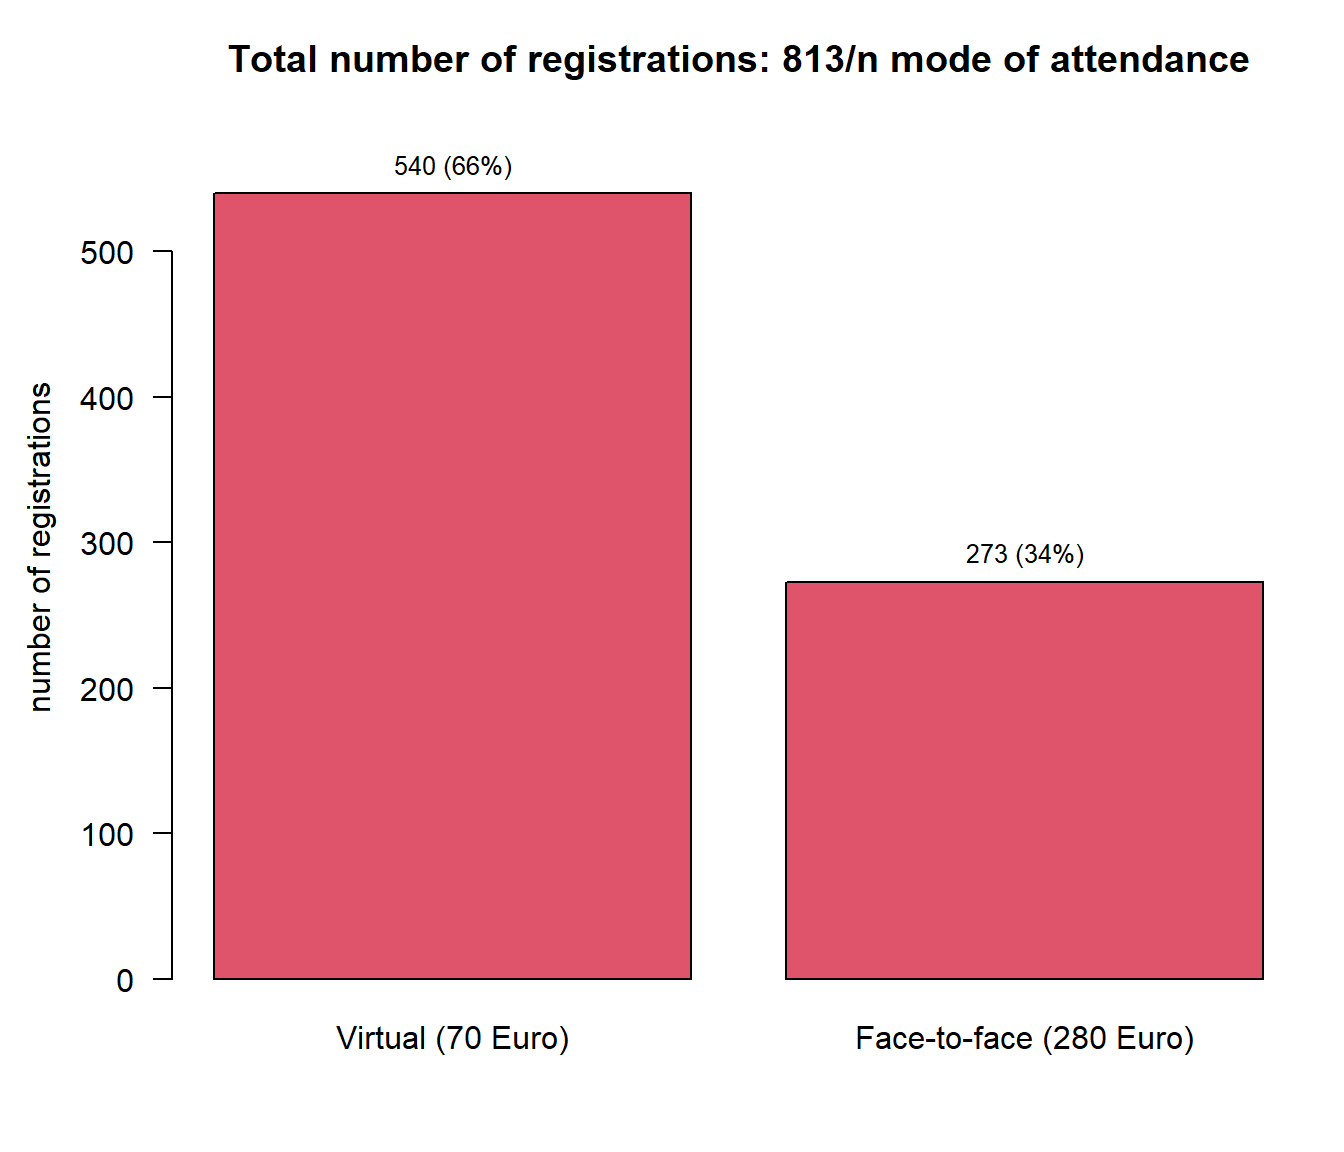 Total number of registrations: 813/n mode of attendance
540 (66%)
273 (34%)
number of registrations
500
400
300
200
100
0
Virtual (70 Euro)
Face-to-face (280 Euro)